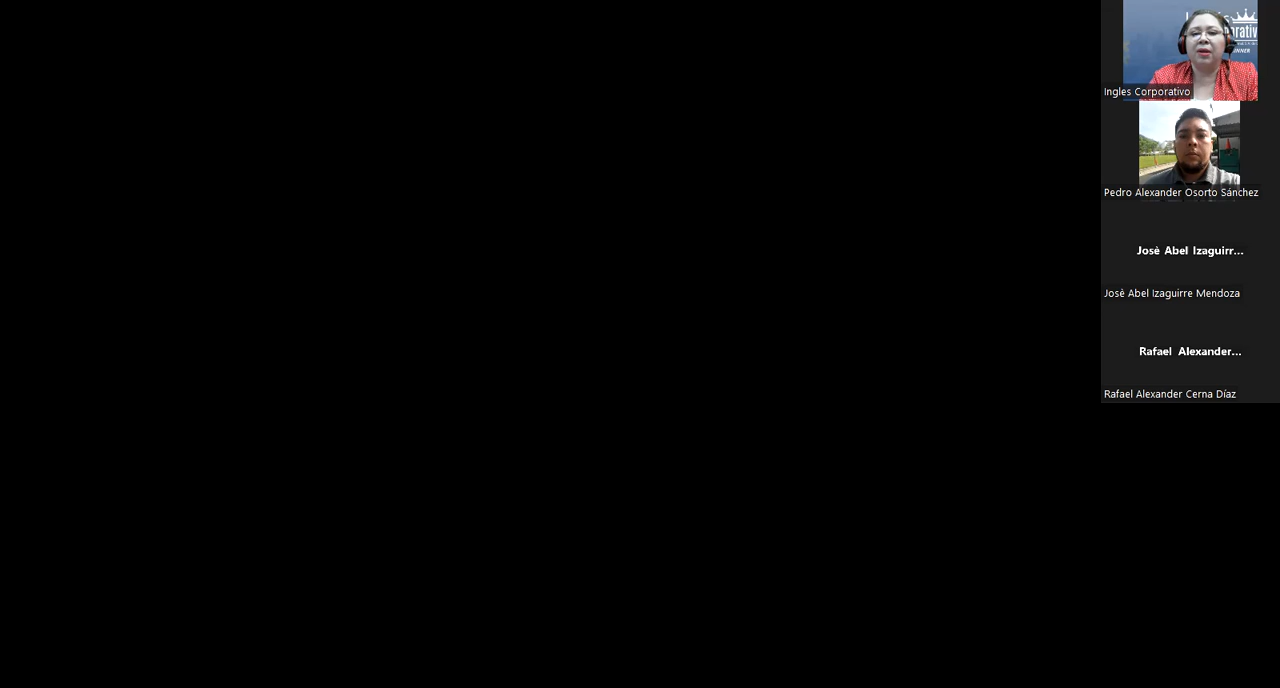 Ingles Corporativo
Pedro Alexander Osorto Sánchez
Josè Abel Izaguirr...
Josè Abel Izaguirre Mendoza
Rafael Alexander...
Rafael Alexander Cerna Díaz